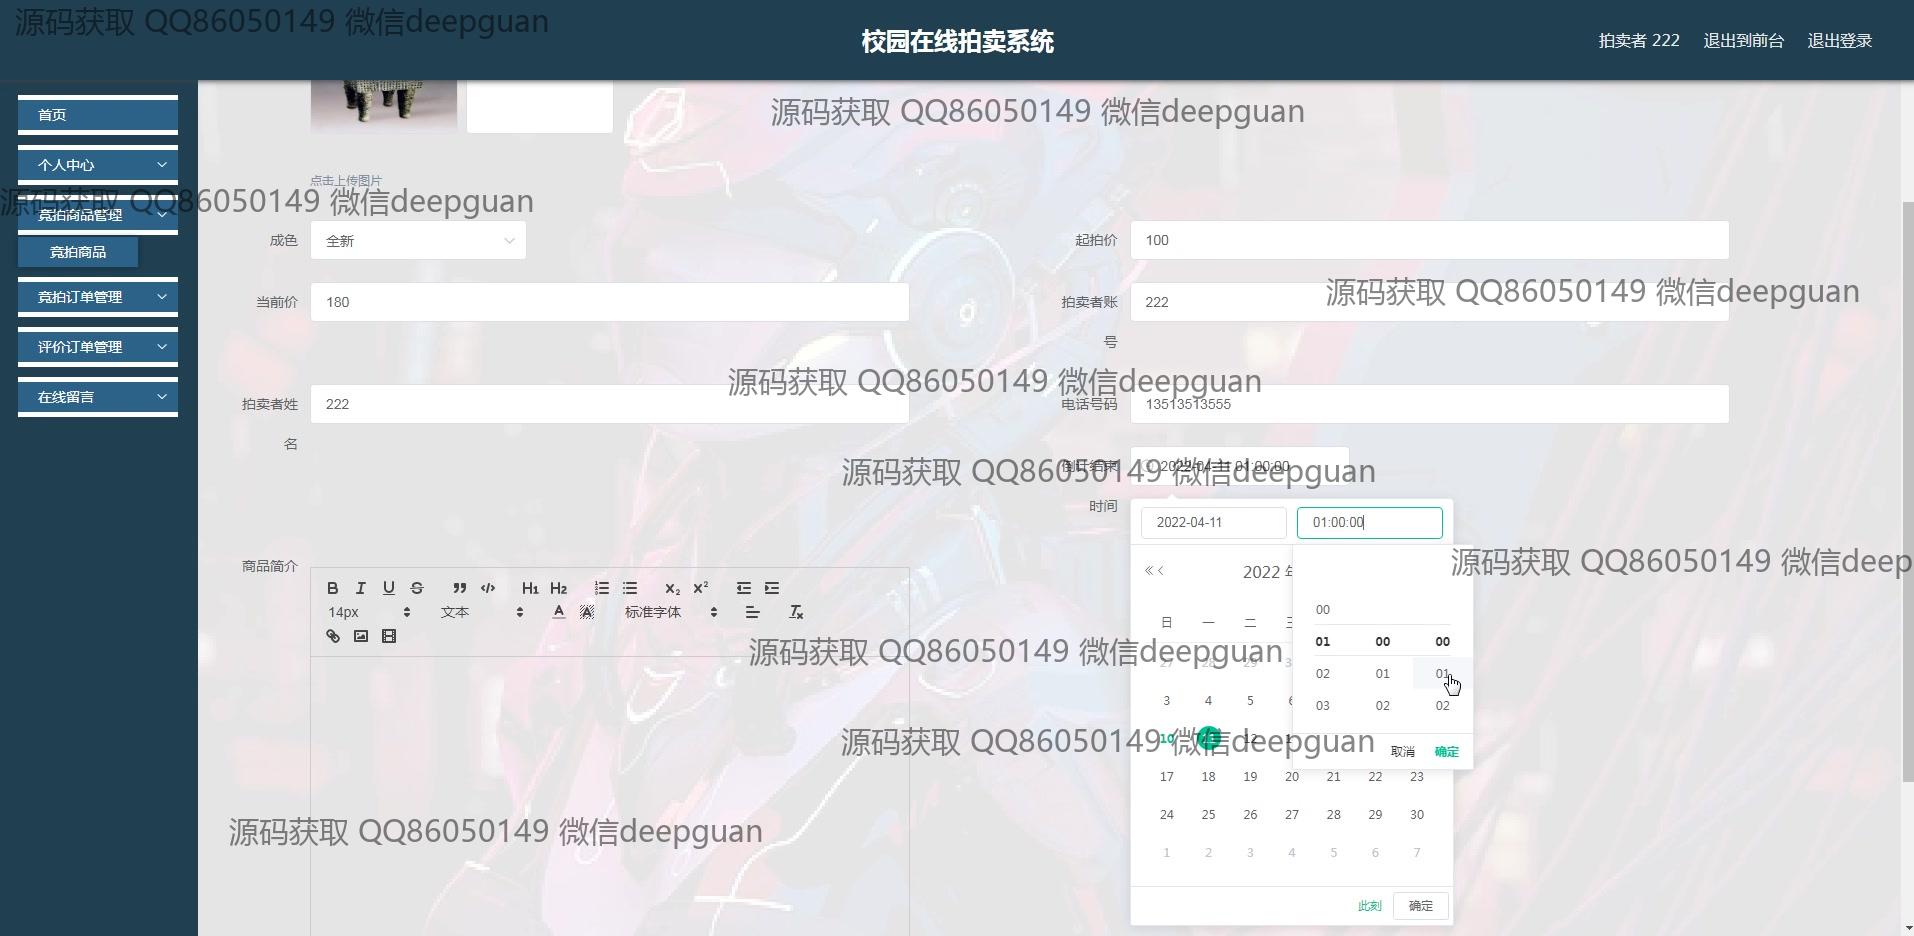 源码获取 QQ86050149 微信deepguan
校园在线拍卖系统
拍卖者 222
退出到前台
退出登录
首页
个人中心
竞拍商品管理
竞拍商品
竞拍订单管理
评价订单管理
在线留言
源码获取 QQ86050149 微信deepguan
点击上传图片
源码获取 QQ86050149 微信deepguan
成色 全新
起拍价 100
源码获取 QQ86050149 微信deepguan
当前价 180
拍卖者账号 222
源码获取 QQ86050149 微信deepguan
拍卖者姓名 222
电话号码 13513513555
倒计结束时间 2022-04-11 01:00:00
源码获取 QQ86050149 微信deepguan
2022-04-11 01:00:00
源码获取 QQ86050149 微信deep
商品简介
B I U S ” </> H1 H2 X2 X2
14px 文本 A A 标准字体 Tx
2022 年
00
日 一 二 三
01 00 00
源码获取 QQ86050149 微信deepguan
27 28 29 3
02 01 01
3 4 5 6
03 02 02
10 11 12 1
源码获取 QQ86050149 微信deepguan
取消 确定
17 18 19 20 21 22 23
24 25 26 27 28 29 30
源码获取 QQ86050149 微信deepguan
1 2 3 4 5 6 7
此刻 确定